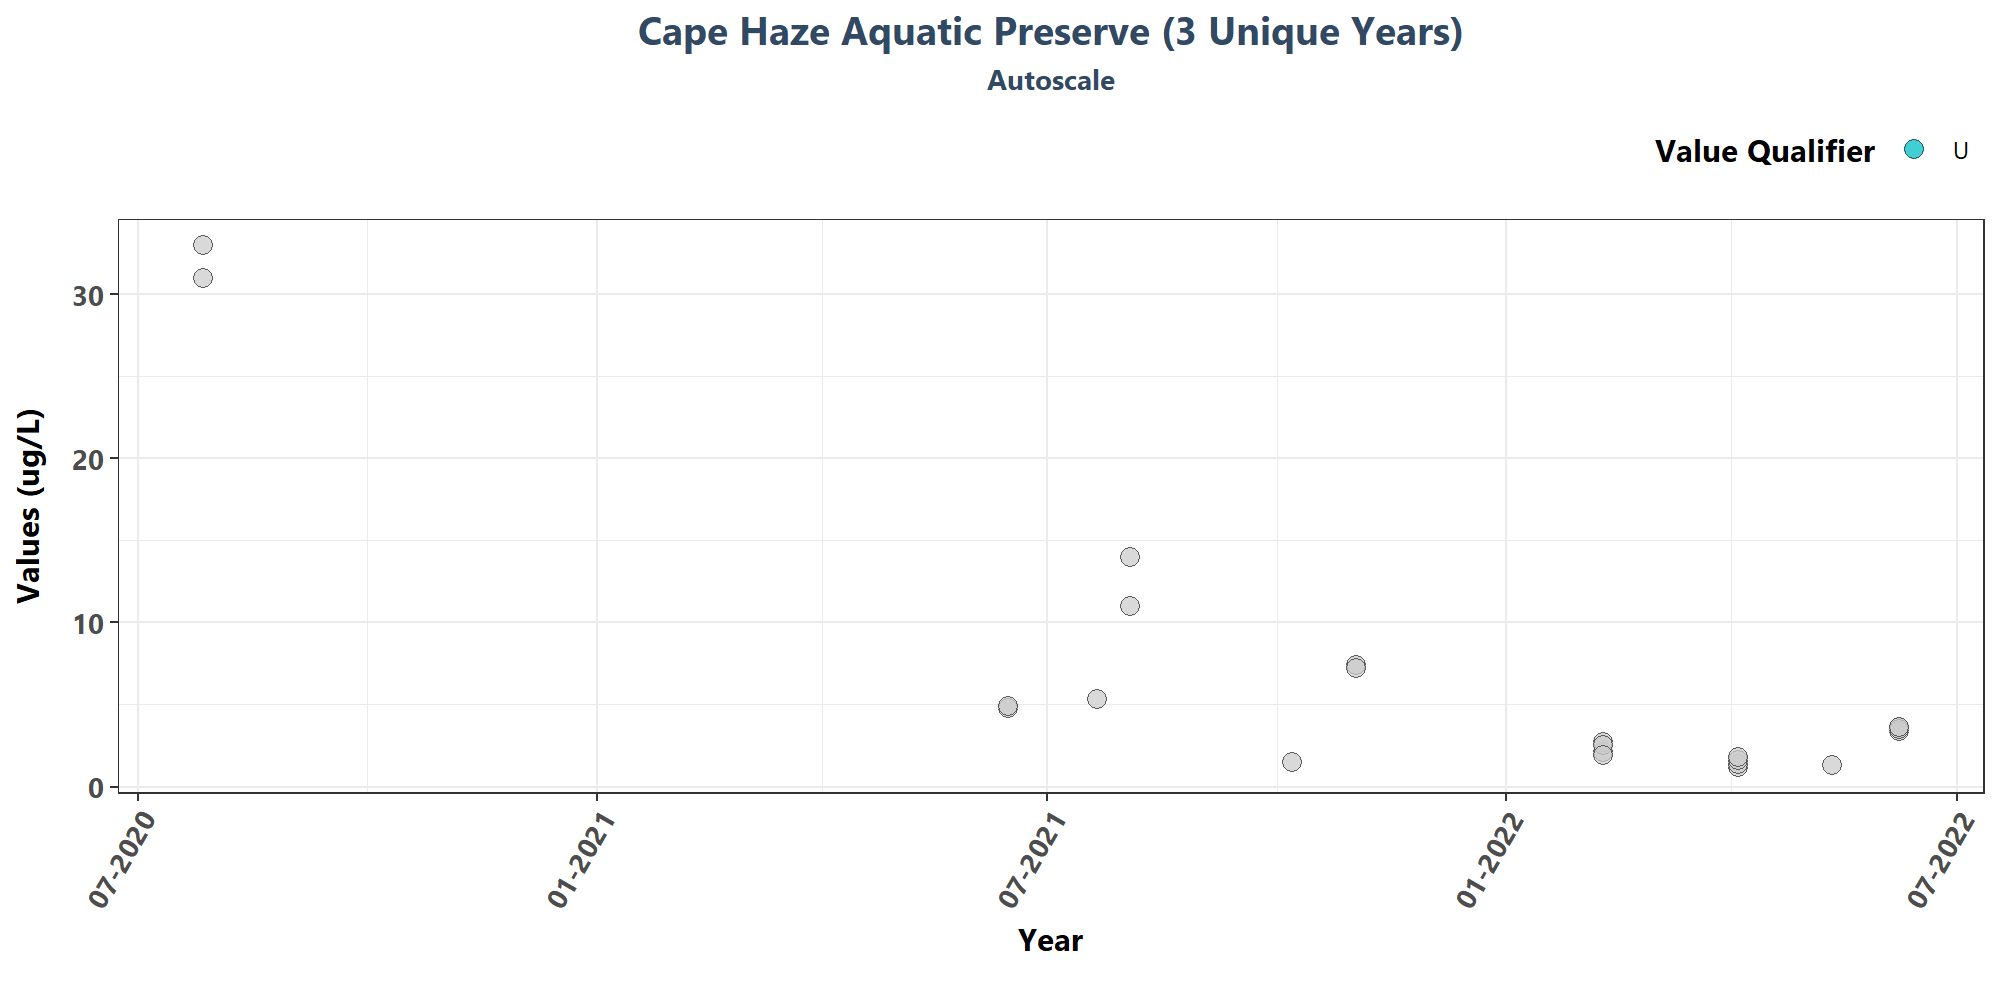 Cape Haze Aquatic Preserve (3 Unique Years)
Autoscale
Value Qualifier U
Values (ug/L)
30
20
10
0
07-2020
01-2021
07-2021
01-2022
07-2022
Year